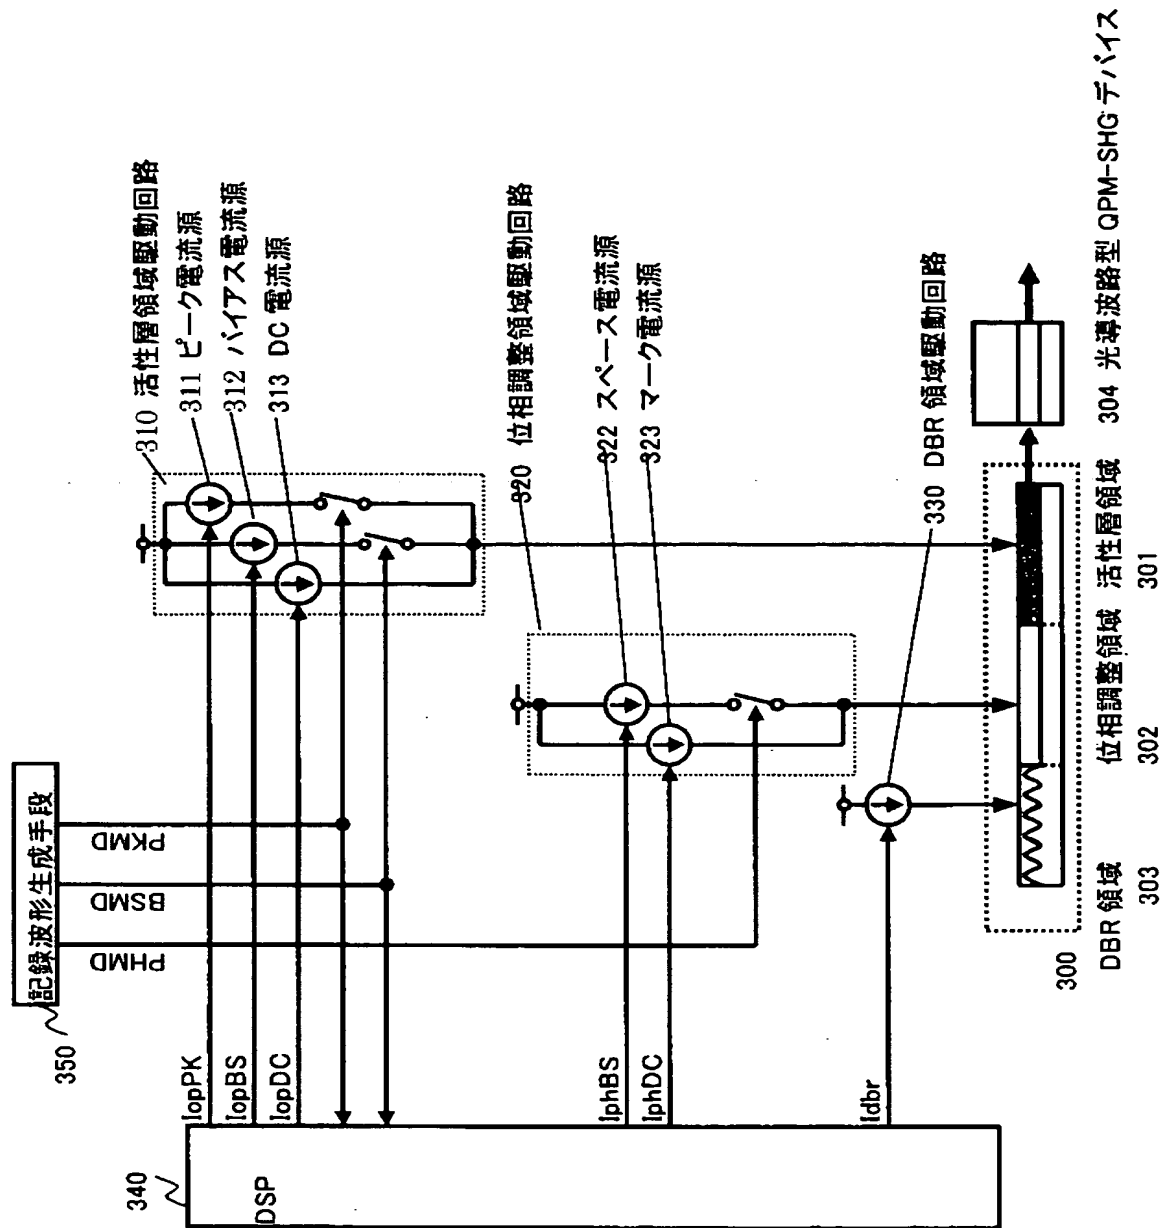 350 記録波形生成手段
PKMD
BSMD
PHMD
340
DSP
IopPK
IopBS
IopDC
IphBS
IphDC
Idbr
310 活性層領域駆動回路
311 ピーク電流源
312 バイアス電流源
313 DC 電流源
320 位相調整領域駆動回路
322 スペース電流源
323 マーク電流源
330 DBR 領域駆動回路
300
DBR 領域
303
位相調整領域
302
活性層領域
301
304 光導波路型 QPM-SHG デバイス